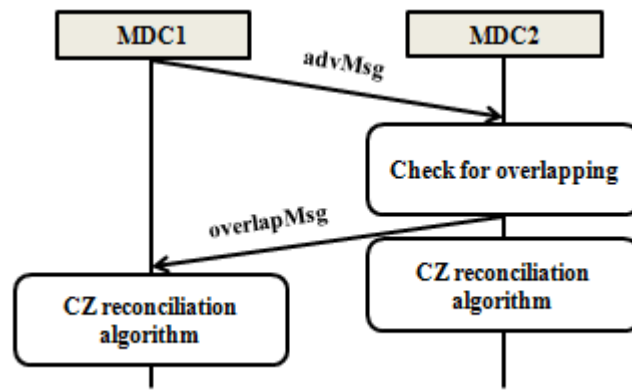 MDC1
MDC2
advMsg
Check for overlapping
overlapMsg
CZ reconciliation
algorithm
CZ reconciliation
algorithm